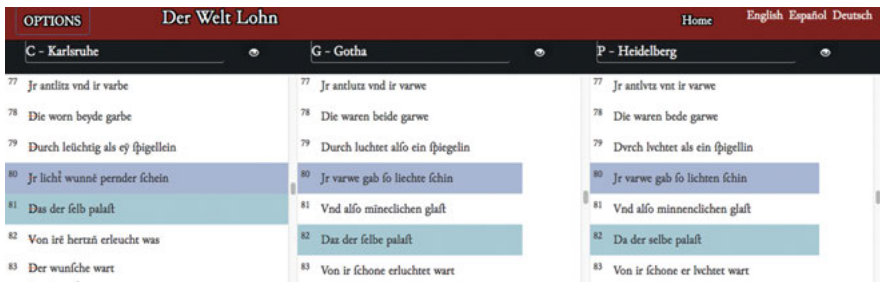 OPTIONS
Der Welt Lohn
Home
English Español Deutsch
C - Karlsruhe
77 Jr antlitz vnd ir varbe
78 Die worn beyde garbe
79 Durch leüchtig als eӱ ſpigellein
80 Jr lichť wunnē pernder ſchein
81 Das der ſelb palaſt
82 Von irē hertzn̄ erleucht was
83 Der wunſche wart
G - Gotha
77 Jr antlutz vnd ir varwe
78 Die waren beide garwe
79 Durch luchtet alſo ein ſpiegelin
80 Jr varwe gab ſo liechte ſchin
81 Vnd alſo mīneclichen glaſt
82 Daz der ſelbe palaſt
83 Von ir ſchone erluchtet wart
P - Heidelberg
77 Jr antlvtz vnt ir varwe
78 Die waren bede garwe
79 Dvrch lvchtet als ein ſpigellin
80 Jr varwe gab ſo lichten ſchin
81 Vnd alſo minnenclichen glaſt
82 Da der selbe palaſt
83 Von ir ſchone er lvchtet wart